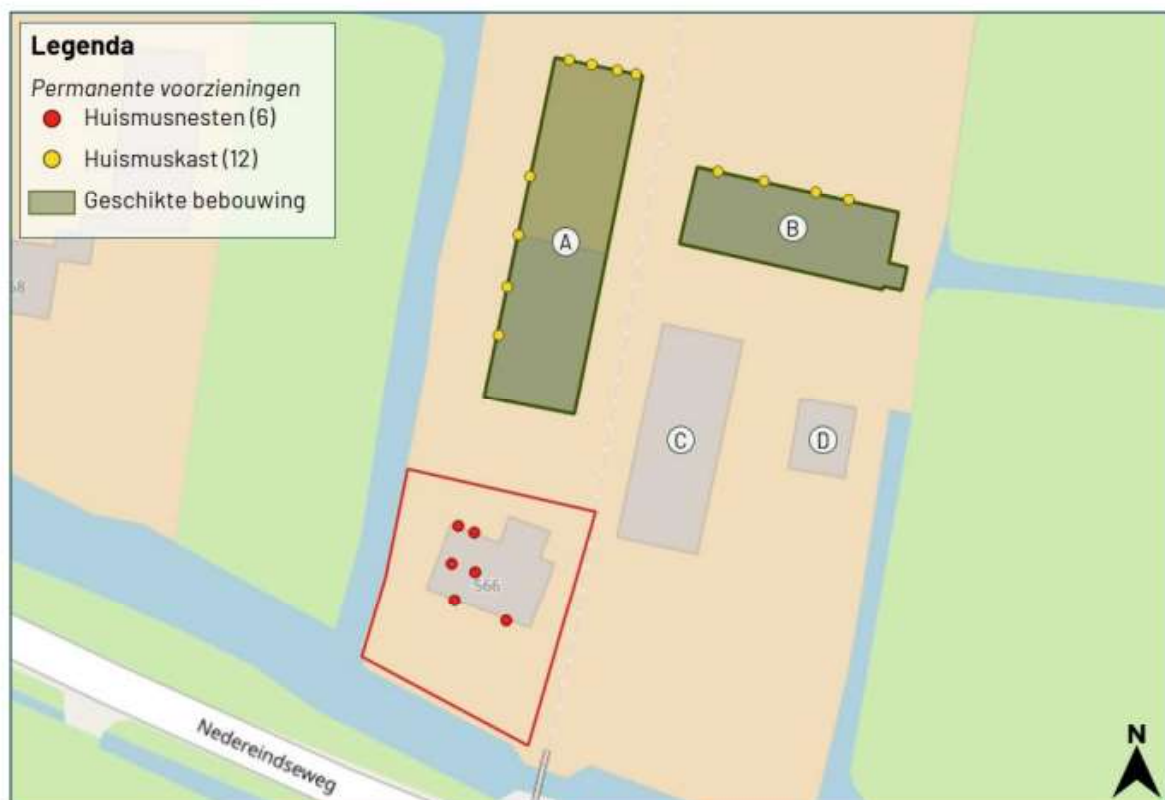 Legenda
Permanente voorzieningen
Huismusnesten (6)
Huismuskast (12)
Geschikte bebouwing
A
B
C
D
566
Nedereindseweg
N